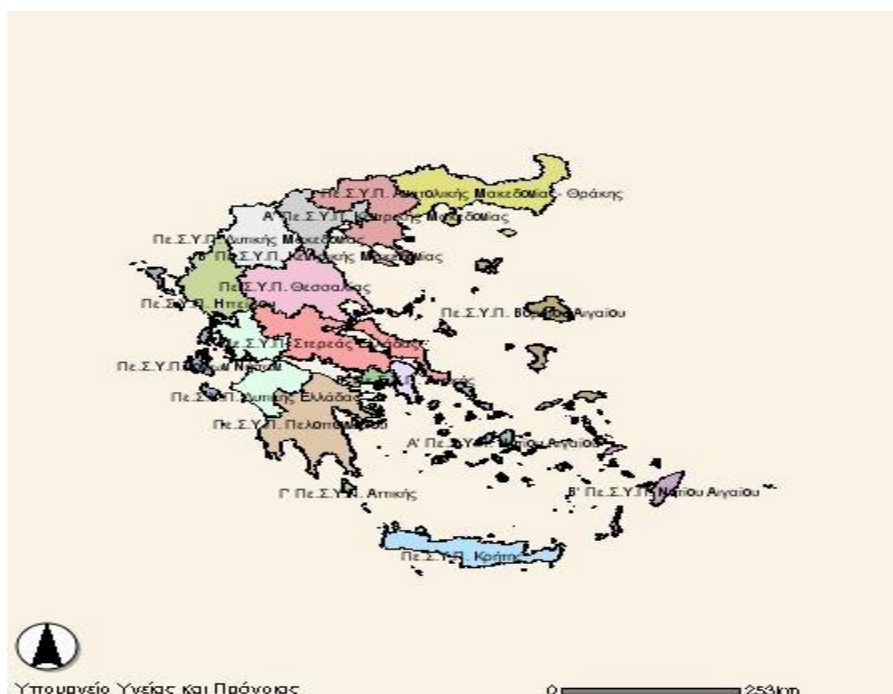 Πε.Σ.Υ.Π. Ανατολικής Μακεδονίας - Θράκης
Α' Πε.Σ.Υ.Π. Κεντρικής Μακεδονίας
Πε.Σ.Υ.Π. Δυτικής Μακεδονίας
Β' Πε.Σ.Υ.Π. Κεντρικής Μακεδονίας
Πε.Σ.Υ.Π. Θεσσαλίας
Πε.Σ.Υ.Π. Ηπείρου
Πε.Σ.Υ.Π. Βορείου Αιγαίου
Πε.Σ.Υ.Π. Στερεάς Ελλάδας
Πε.Σ.Υ.Π. Ιονίων Νήσων
Πε.Σ.Υ.Π. Αττικής
Πε.Σ.Υ.Π. Δυτικής Ελλάδας
Πε.Σ.Υ.Π. Πελοποννήσου
Α' Πε.Σ.Υ.Π. Νοτίου Αιγαίου
Γ' Πε.Σ.Υ.Π. Αττικής
Β' Πε.Σ.Υ.Π. Νοτίου Αιγαίου
Πε.Σ.Υ.Π. Κρήτης
Υπουργείο Υγείας και Πρόνοιας
0 253km